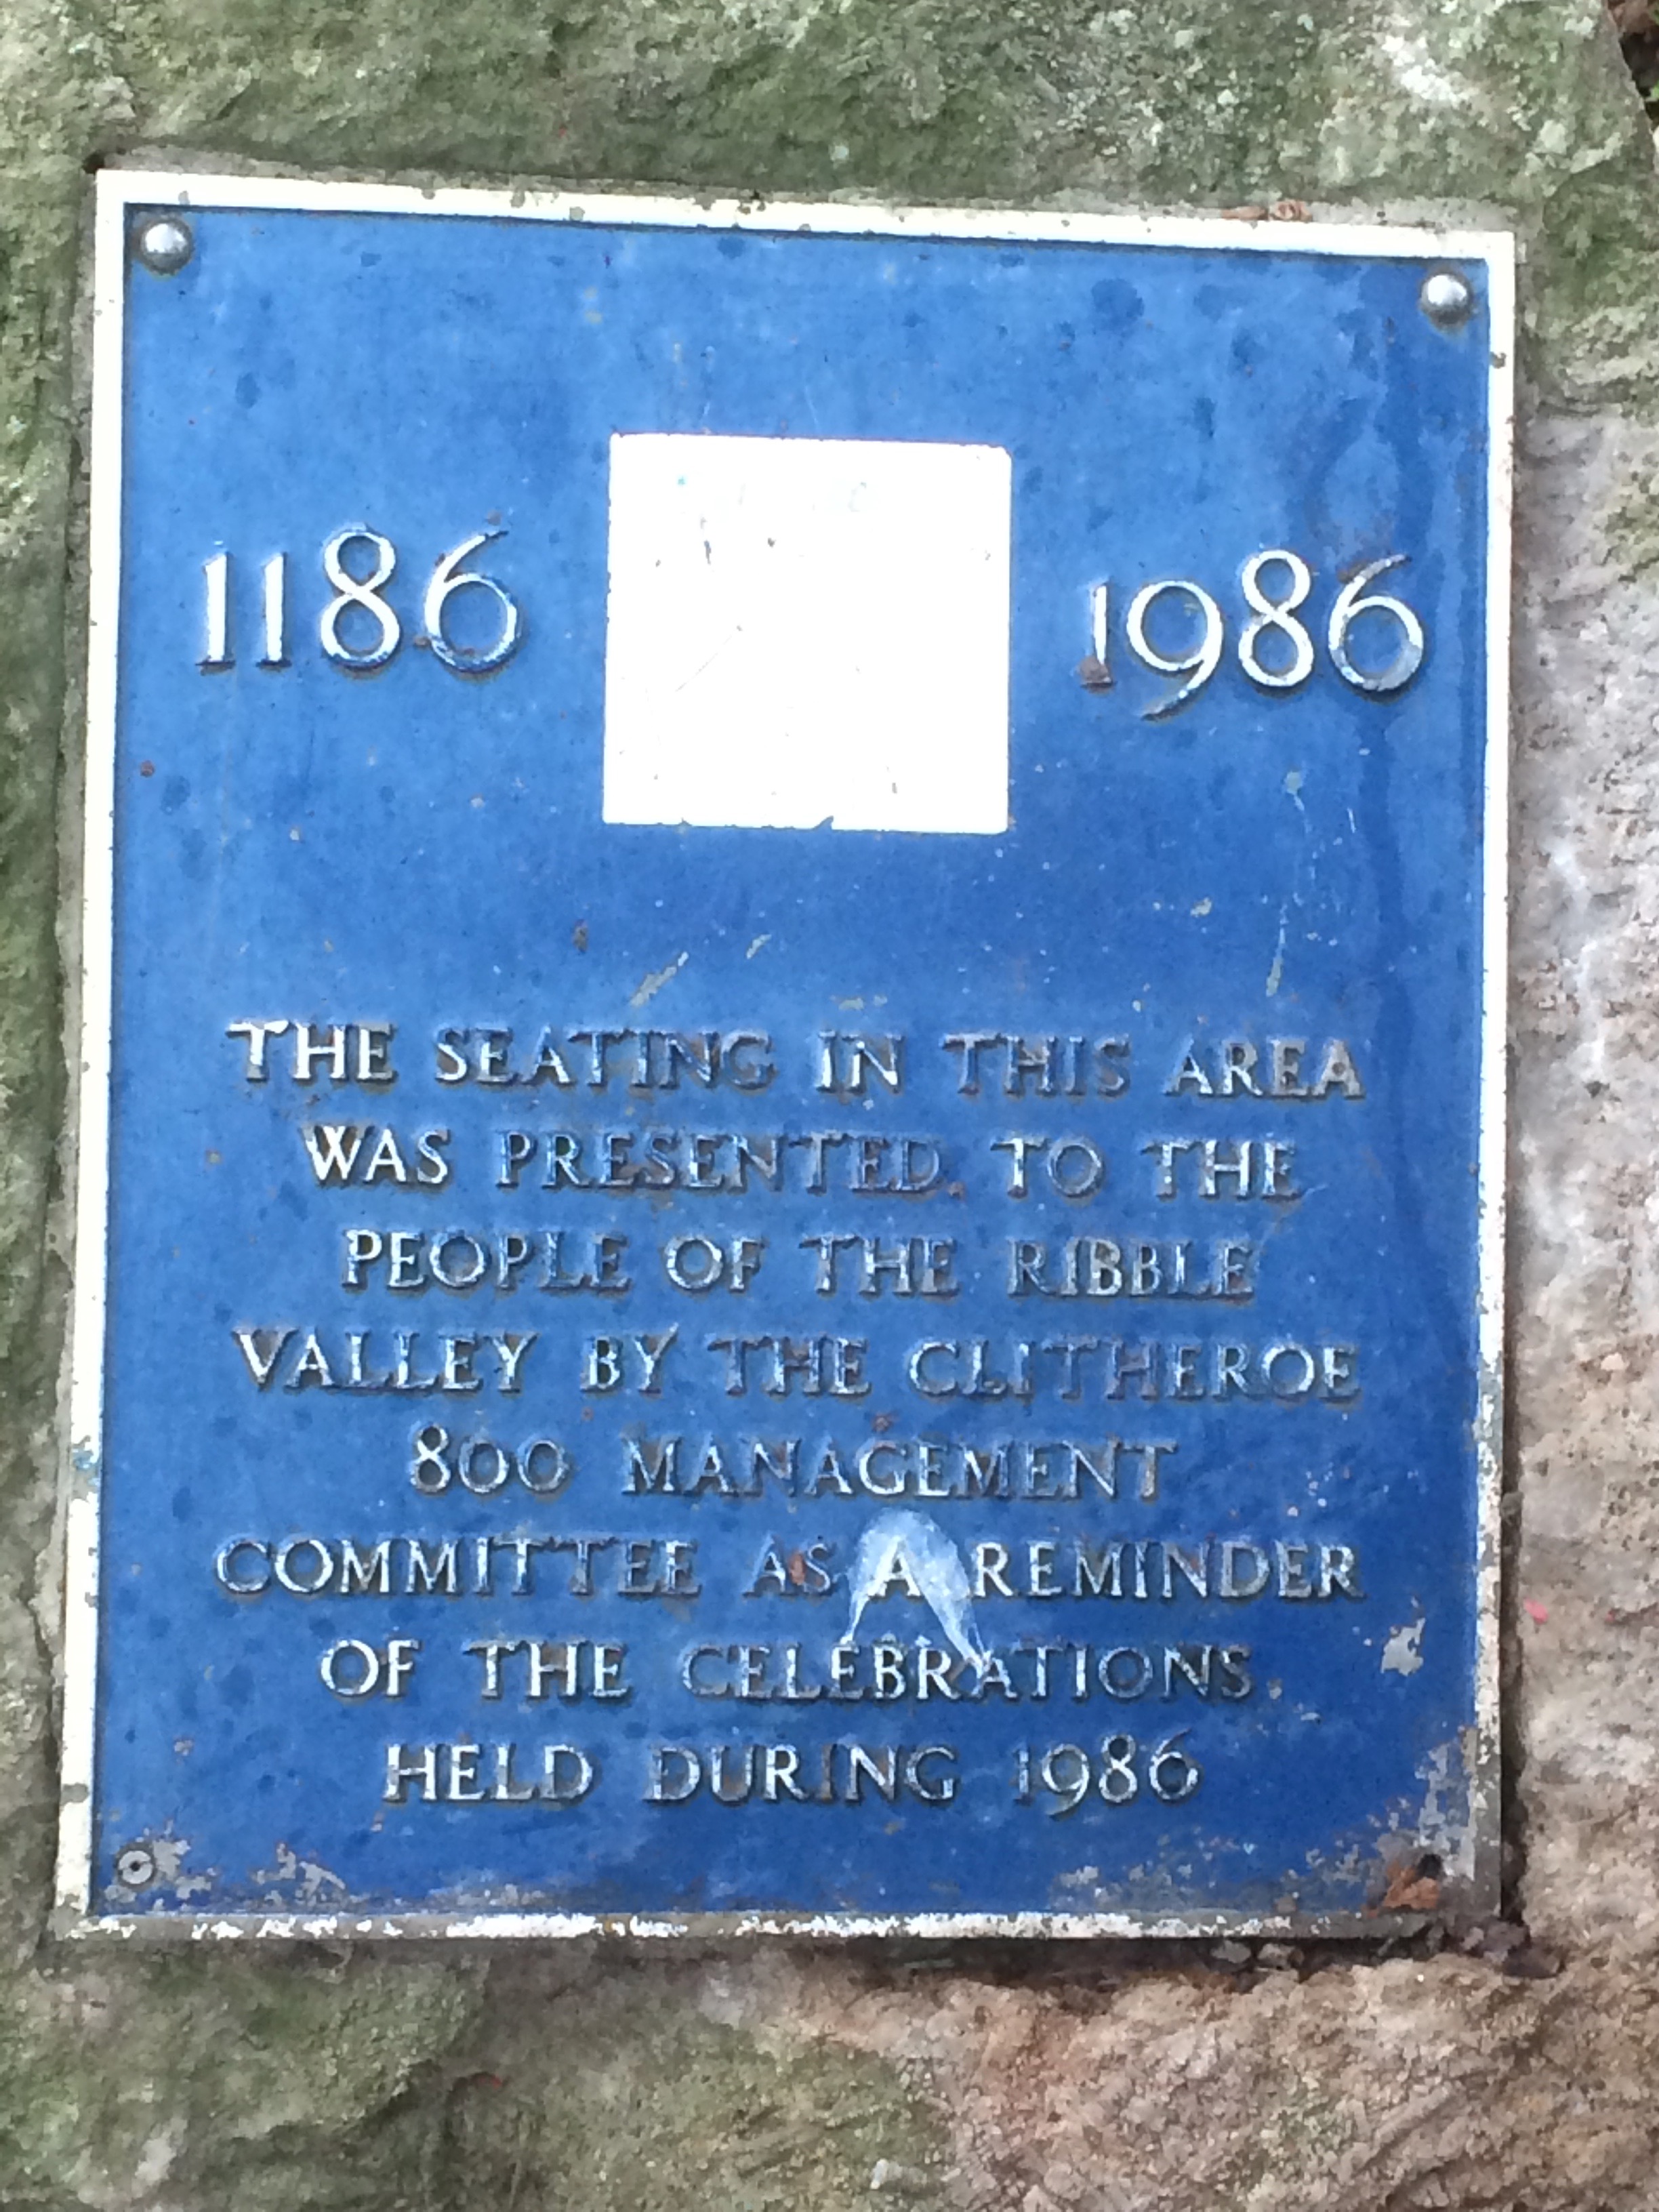 1186 1986
THE SEATING IN THIS AREA
WAS PRESENTED TO THE
PEOPLE OF THE RIBBLE
VALLEY BY THE CLITHEROE
800 MANAGEMENT
COMMITTEE AS A REMINDER
OF THE CELEBRATIONS
HELD DURING 1986